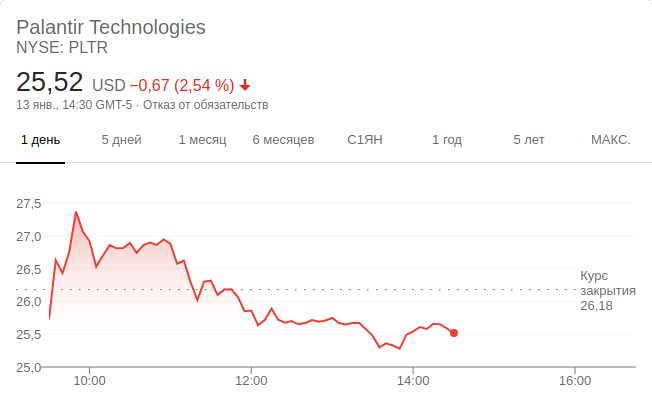 Palantir Technologies
NYSE: PLTR
25,52 USD −0,67 (2,54 %)
13 янв., 14:30 GMT-5 · Отказ от обязательств
1 день 5 дней 1 месяц 6 месяцев С1ЯН 1 год 5 лет МАКС.
27,5
27,0
26,5
26,0
25,5
25,0
Курс
закрытия
26,18
10:00 12:00 14:00 16:00